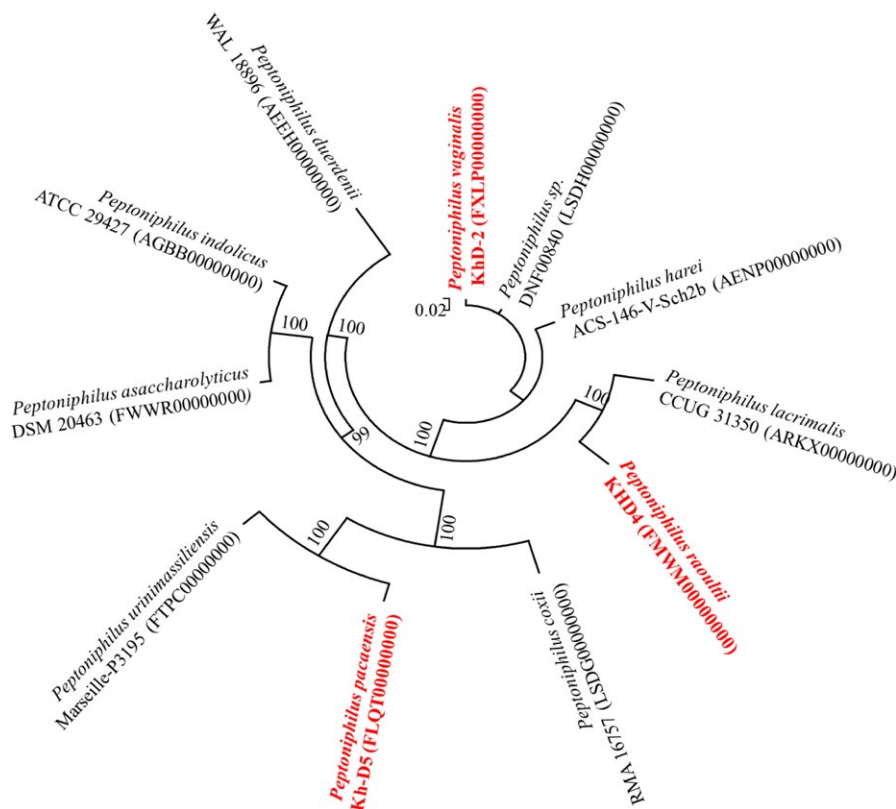 Peptoniphilus duerdenii
WAL 18896 (AEEH00000000)
Peptoniphilus vaginalis
KhD-2 (FXLP00000000)
Peptoniphilus sp.
DNF00840 (LSDH00000000)
Peptoniphilus harei
ACS-146-V-Sch2b (AENP00000000)
Peptoniphilus indolicus
ATCC 29427 (AGBB00000000)
0.02
100
100
Peptoniphilus asaccharolyticus
DSM 20463 (FWWR00000000)
Peptoniphilus lacrimalis
CCUG 31350 (ARKX00000000)
100
99
100
Peptoniphilus raoultii
KHD4 (FMWM00000000)
100
100
Peptoniphilus urinimassiliensis
Marseille-P3195 (FTPC00000000)
Peptoniphilus pacaensis
Kh-D5 (FLQT00000000)
Peptoniphilus coxii
RMA 16757 (LSDG00000000)